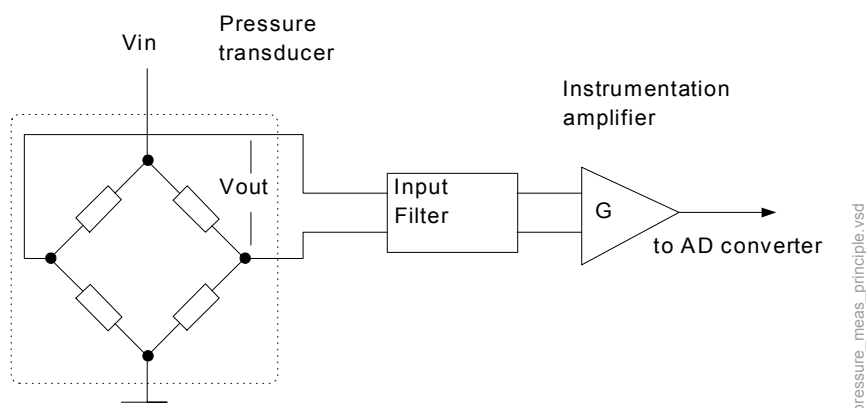 Pressure
transducer
Vin
Instrumentation
amplifier
Vout
Input
Filter
G
to AD converter
pressure_meas_principle.vsd